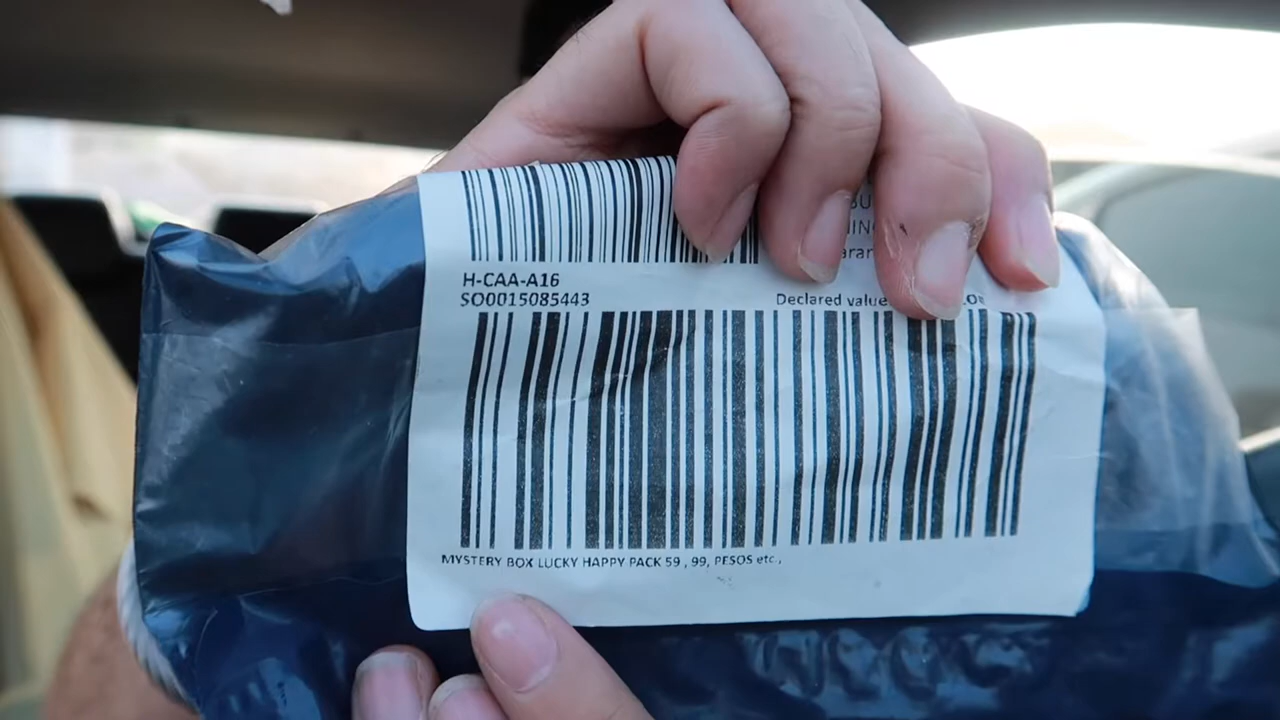 H-CAA-A16
SO0015085443
Declared value
MYSTERY BOX LUCKY HAPPY PACK 59 , 99, PESOS etc.,